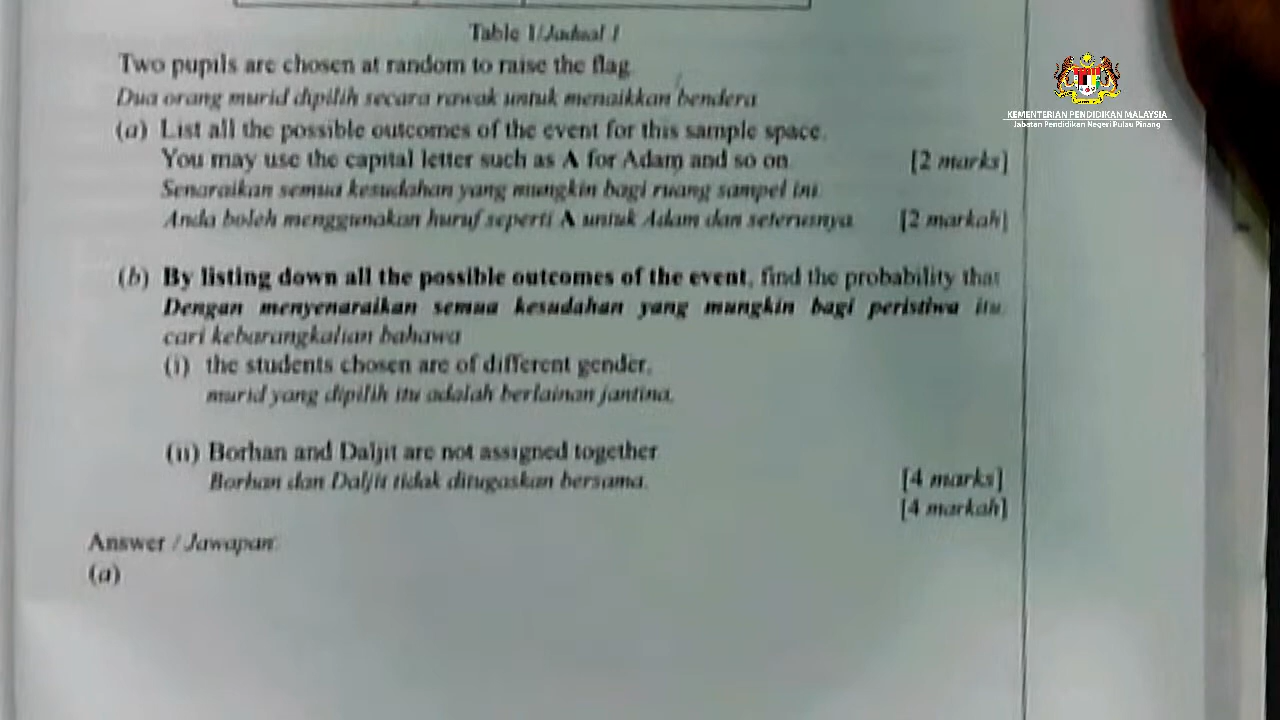 Table 1/Jadual 1
Two pupils are chosen at random to raise the flag.
Dua orang murid dipilih secara rawak untuk menaikkan bendera
KEMENTERIAN PENDIDIKAN MALAYSIA
Jabatan Pendidikan Negeri Pulau Pinang
(a) List all the possible outcomes of the event for this sample space.
You may use the capital letter such as A for Adam and so on. [2 marks]
Senaraikan semua kesudahan yang mungkin bagi ruang sampel ini.
Anda boleh menggunakan huruf seperti A untuk Adam dan seterusnya. [2 markah]
(b) By listing down all the possible outcomes of the event, find the probability that
Dengan menyenaraikan semua kesudahan yang mungkin bagi peristiwa itu,
cari kebarangkalian bahawa
(i) the students chosen are of different gender.
murid yang dipilih itu adalah berlainan jantina.
(ii) Borhan and Daljit are not assigned together.
Borhan dan Daljit tidak ditugaskan bersama. [4 marks]
[4 markah]
Answer / Jawapan:
(a)